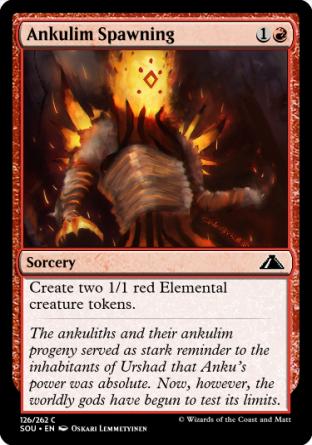 Ankulim Spawning 1
Sorcery
Create two 1/1 red Elemental
creature tokens.
The ankuliths and their ankulim
progeny served as stark reminder to the
inhabitants of Urshad that Anku's
power was absolute. Now, however, the
worldly gods have begun to test its limits.
126/262 C
SOU • EN OSKARI LEMMETYINEN
© Wizards of the Coast and Matt